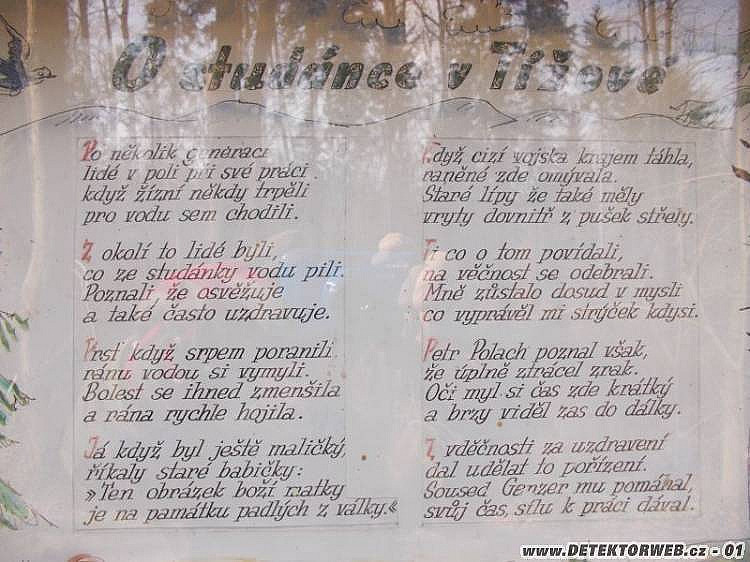 O studánce v Tížové
Po několik generací
lidé v poli při své práci
když žízní někdy trpěli
pro vodu sem chodili.
Z okolí to lidé byli,
co ze studánky vodu pili.
Poznali, že osvěžuje
a také často uzdravuje.
Prst když srpem poranili
ránu vodou si vymyli.
Bolest se ihned zmenšila
a rána rychle hojila.
Já když byl ještě maličký,
říkaly staré babičky:
»Ten obrázek boží matky
je na památku padlých z války.«
Když cizí vojska krajem táhla,
raněné zde omývala.
Staré lípy že také měly
vryty dovnitř z pušek střely.
Ti co o tom povídali,
na věčnost se odebrali.
Mně zůstalo dosud v mysli
co vyprávěl mi strýček kdysi.
Petr Polach poznal však,
že úplně ztrácel zrak.
Oči myl si čas zde krátký
a brzy viděl zas do dálky.
Z vděčnosti za uzdravení
dal udělat to pořízení.
Soused Genzer mu pomáhal,
svůj čas, sílu k práci dával.
www.DETEKTORWEB.cz - 01